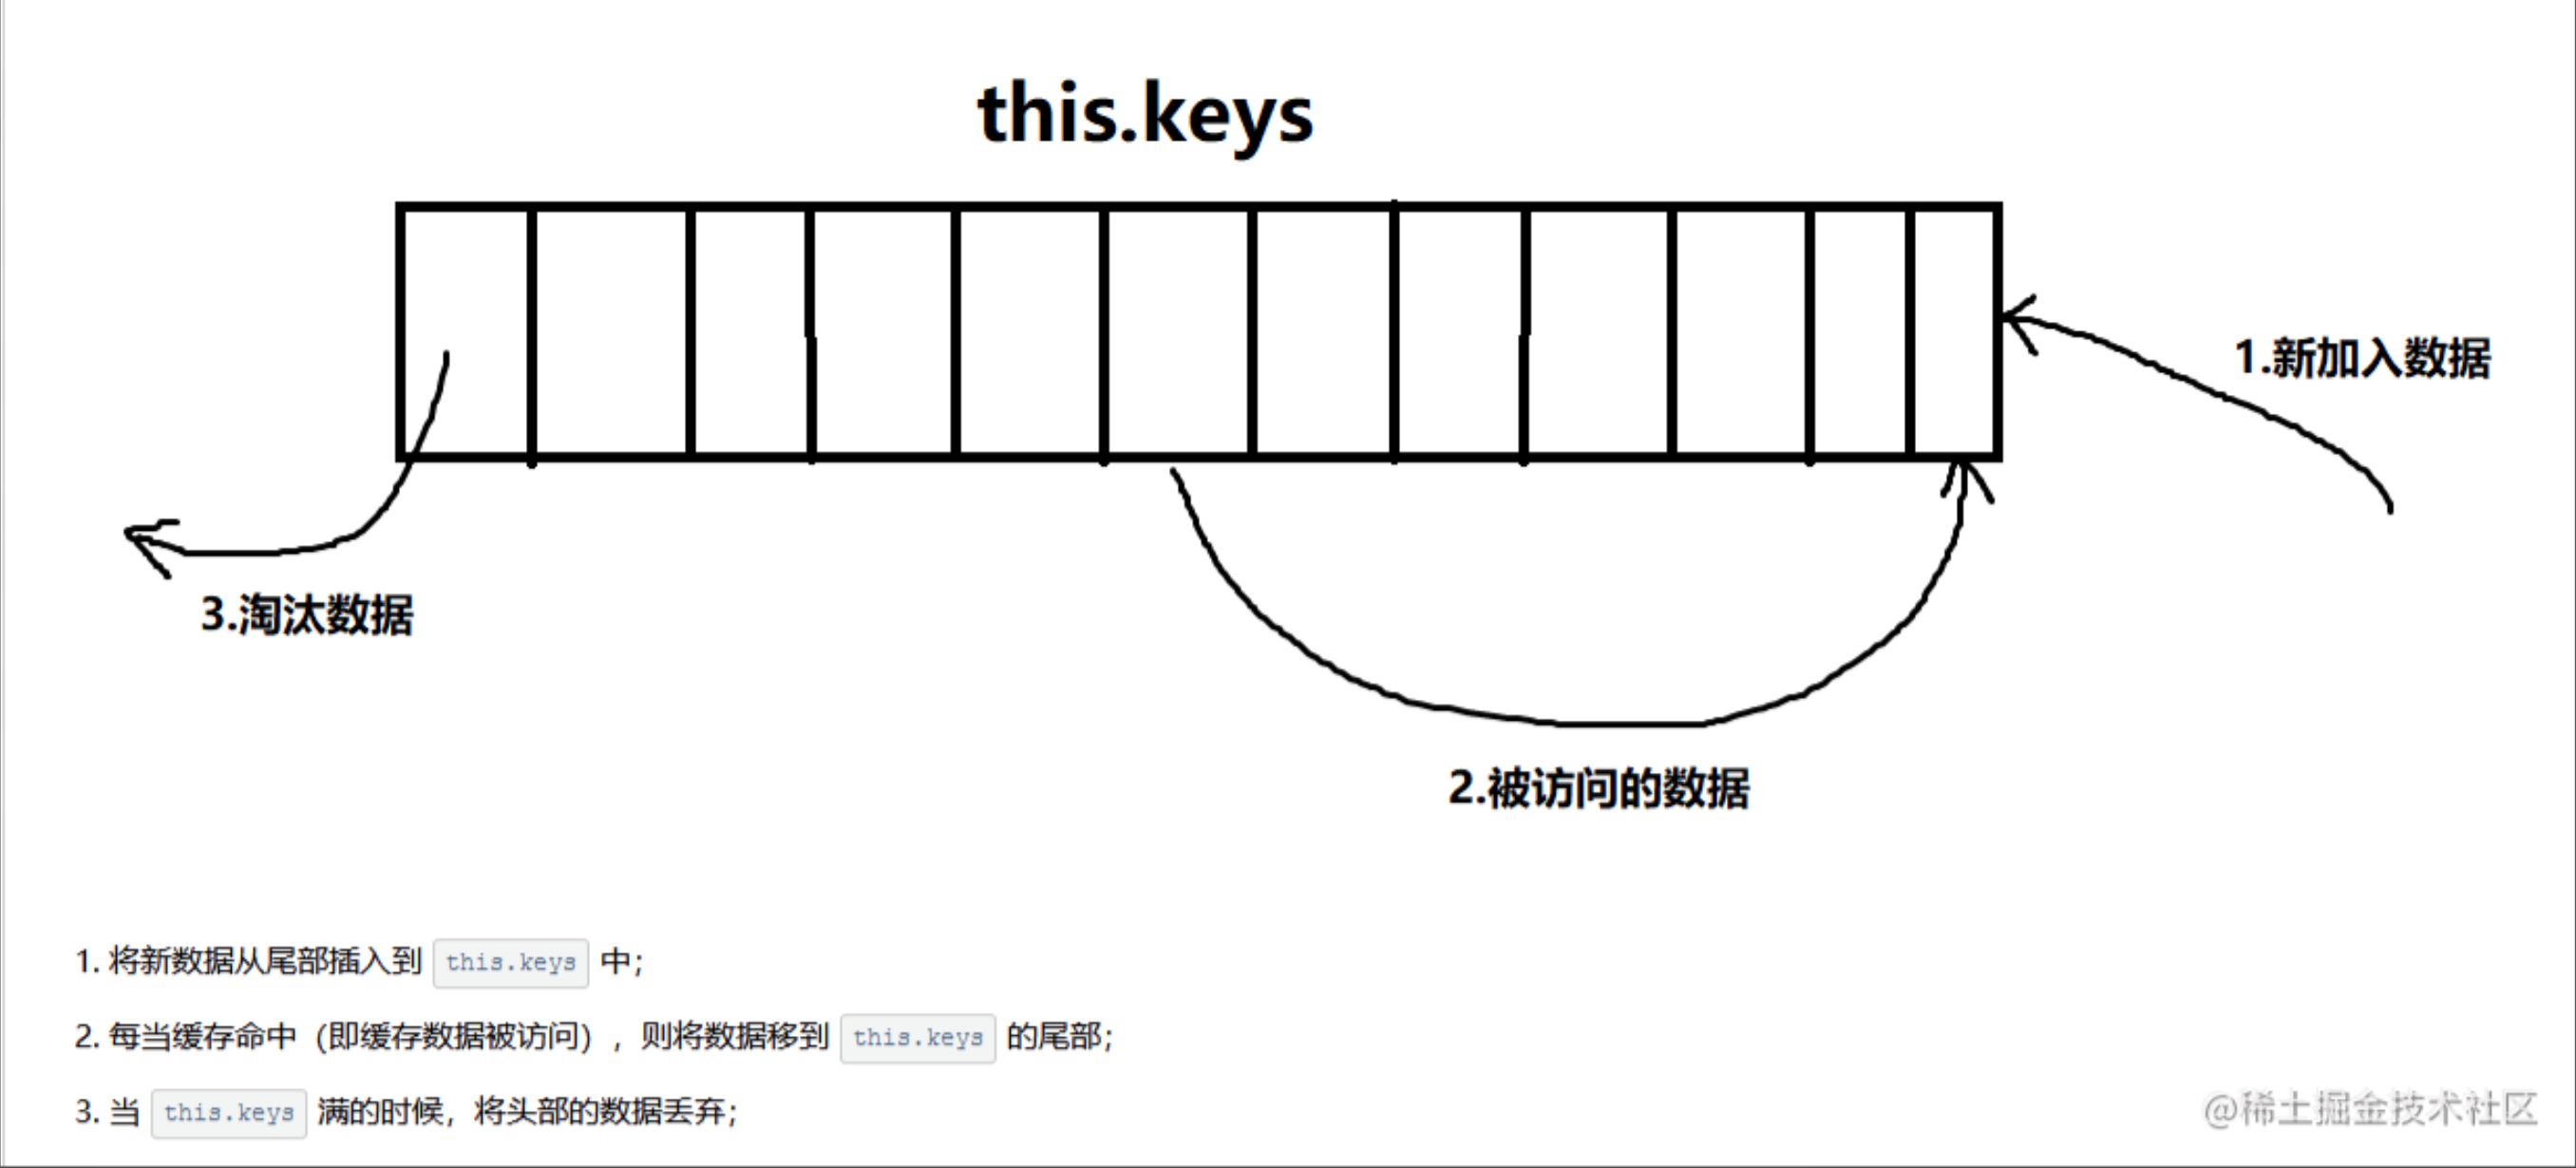 this.keys
1.新加入数据
3.淘汰数据
2.被访问的数据
1. 将新数据从尾部插入到 this.keys 中；
2. 每当缓存命中（即缓存数据被访问），则将数据移到 this.keys 的尾部；
3. 当 this.keys 满的时候，将头部的数据丢弃；
@稀土掘金技术社区